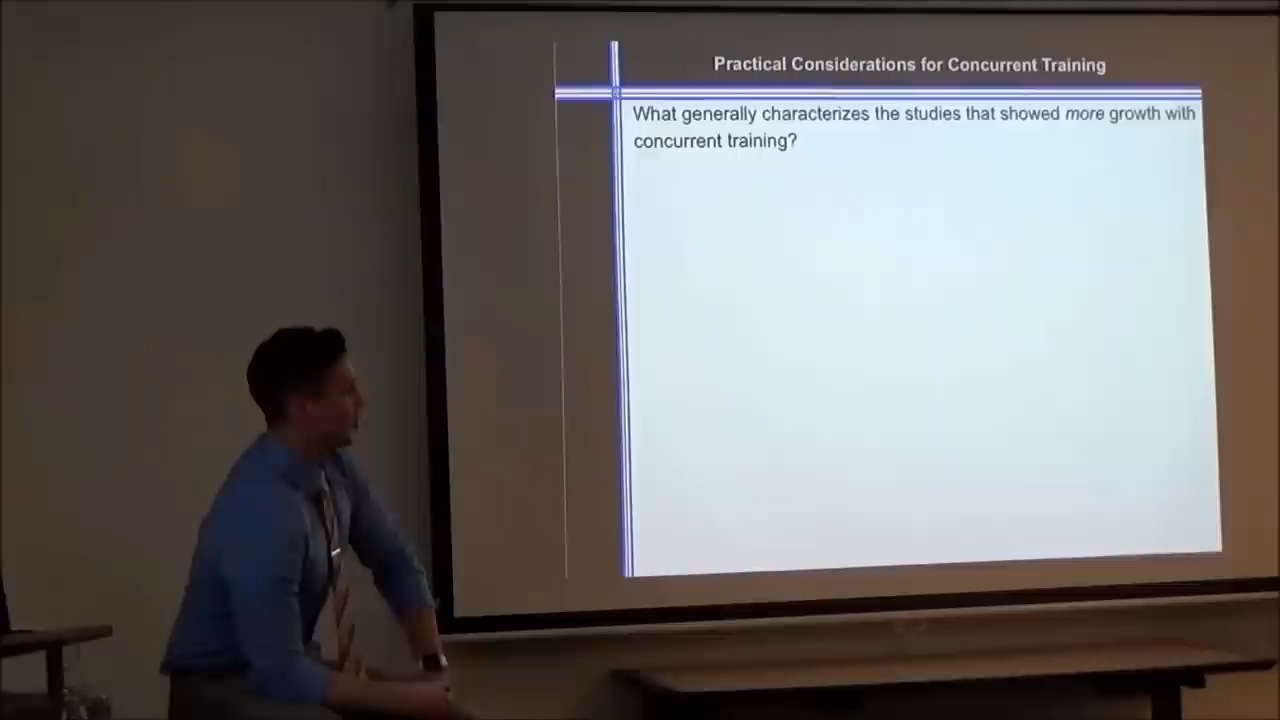 Practical Considerations for Concurrent Training
What generally characterizes the studies that showed more growth with
concurrent training?